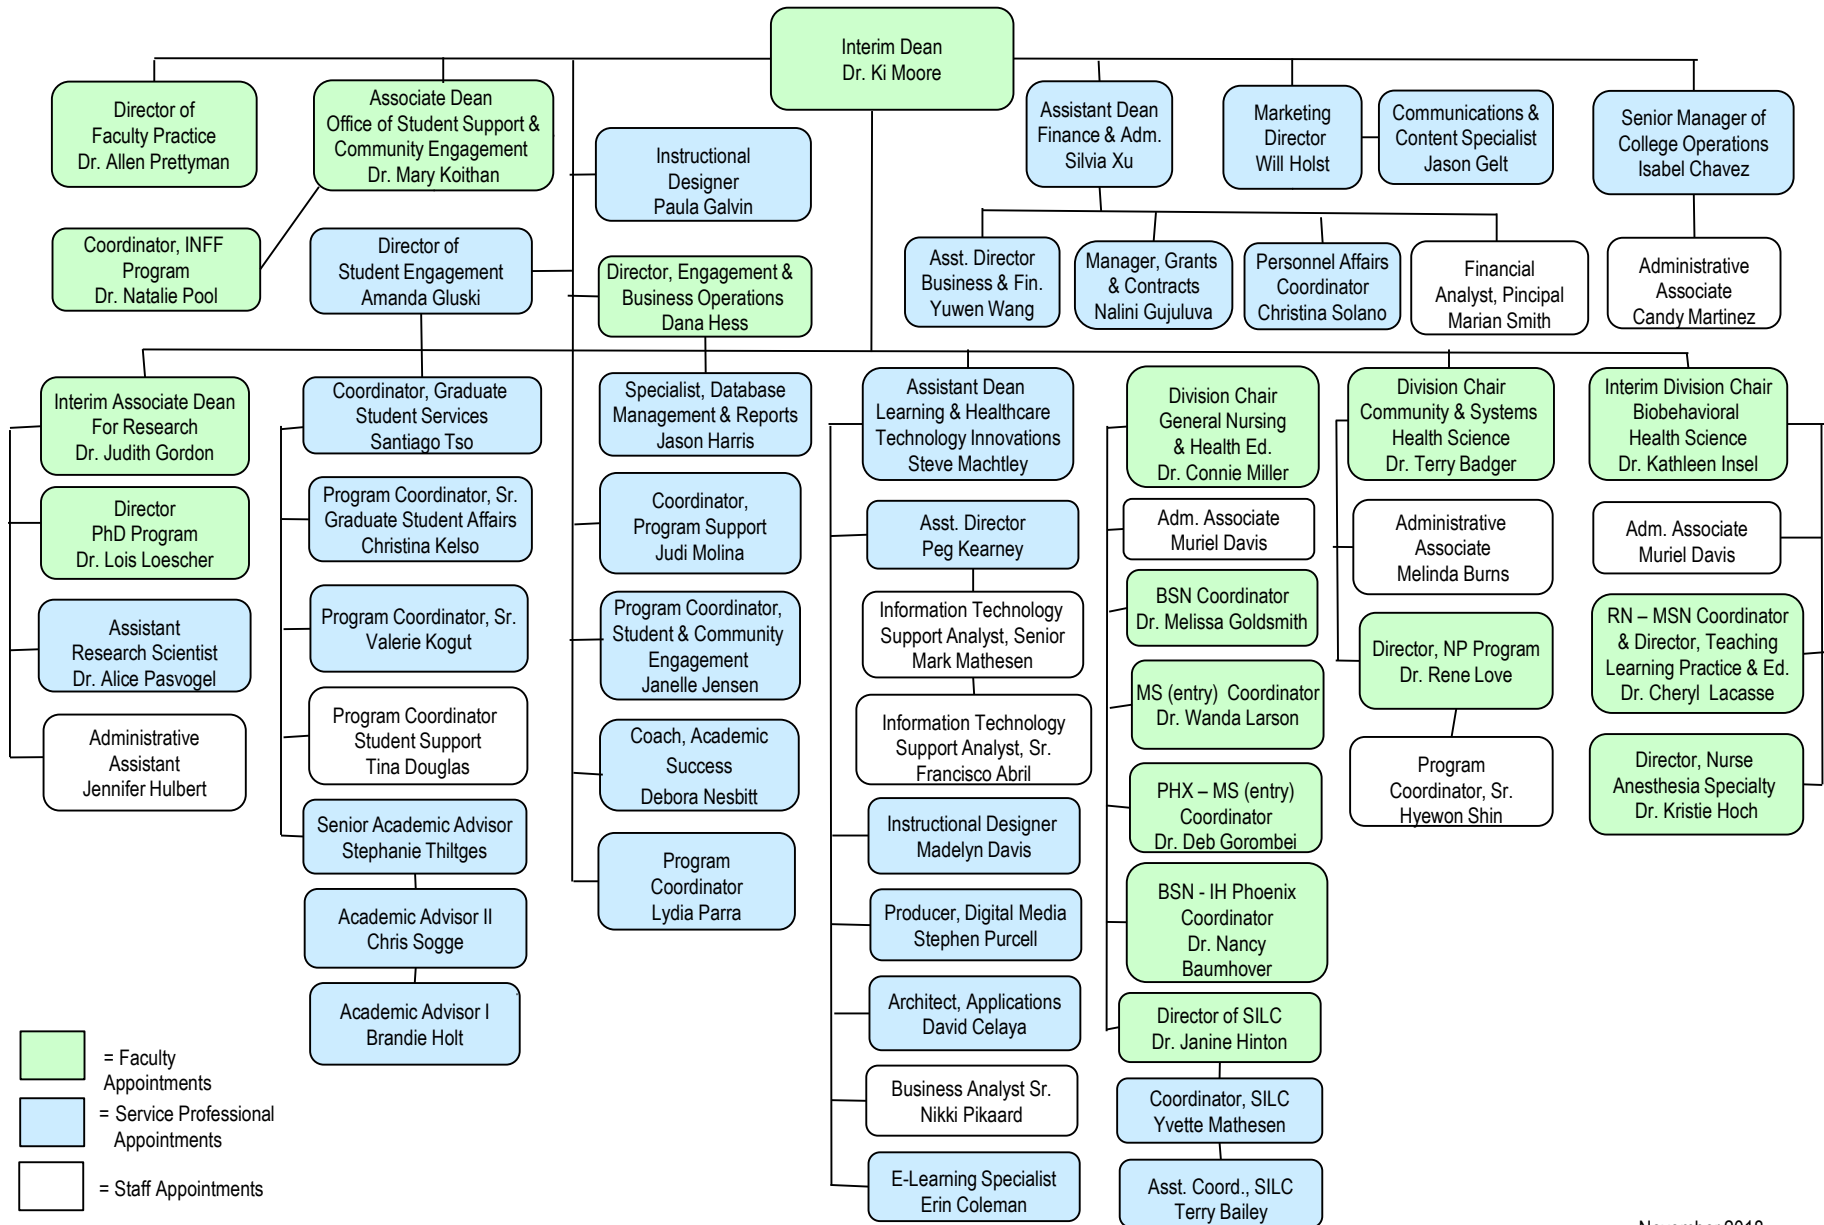 Interim Dean
Dr. Ki Moore
Director of
Faculty Practice
Dr. Allen Prettyman
Associate Dean
Office of Student Support &
Community Engagement
Dr. Mary Koithan
Instructional
Designer
Paula Galvin
Assistant Dean
Finance & Adm.
Silvia Xu
Marketing
Director
Will Holst
Communications &
Content Specialist
Jason Gelt
Senior Manager of
College Operations
Isabel Chavez
Coordinator, INFF
Program
Dr. Natalie Pool
Director of
Student Engagement
Amanda Gluski
Director, Engagement &
Business Operations
Dana Hess
Asst. Director
Business & Fin.
Yuwen Wang
Manager, Grants
& Contracts
Nalini Gujuluva
Personnel Affairs
Coordinator
Christina Solano
Financial
Analyst, Pincipal
Marian Smith
Administrative
Associate
Candy Martinez
Interim Associate Dean
For Research
Dr. Judith Gordon
Director
PhD Program
Dr. Lois Loescher
Assistant
Research Scientist
Dr. Alice Pasvogel
Administrative
Assistant
Jennifer Hulbert
Coordinator, Graduate
Student Services
Santiago Tso
Program Coordinator, Sr.
Graduate Student Affairs
Christina Kelso
Program Coordinator, Sr.
Valerie Kogut
Program Coordinator
Student Support
Tina Douglas
Senior Academic Advisor
Stephanie Thiltges
Academic Advisor II
Chris Sogge
Academic Advisor I
Brandie Holt
Specialist, Database
Management & Reports
Jason Harris
Coordinator,
Program Support
Judi Molina
Program Coordinator,
Student & Community
Engagement
Janelle Jensen
Coach, Academic
Success
Debora Nesbitt
Program
Coordinator
Lydia Parra
Assistant Dean
Learning & Healthcare
Technology Innovations
Steve Machtley
Asst. Director
Peg Kearney
Information Technology
Support Analyst, Senior
Mark Mathesen
Information Technology
Support Analyst, Sr.
Francisco Abril
Instructional Designer
Madelyn Davis
Producer, Digital Media
Stephen Purcell
Architect, Applications
David Celaya
Business Analyst Sr.
Nikki Pikaard
E-Learning Specialist
Erin Coleman
Division Chair
General Nursing
& Health Ed.
Dr. Connie Miller
Adm. Associate
Muriel Davis
BSN Coordinator
Dr. Melissa Goldsmith
MS (entry) Coordinator
Dr. Wanda Larson
PHX – MS (entry)
Coordinator
Dr. Deb Gorombei
BSN - IH Phoenix
Coordinator
Dr. Nancy
Baumhover
Director of SILC
Dr. Janine Hinton
Coordinator, SILC
Yvette Mathesen
Asst. Coord., SILC
Terry Bailey
Division Chair
Community & Systems
Health Science
Dr. Terry Badger
Administrative
Associate
Melinda Burns
Director, NP Program
Dr. Rene Love
Program
Coordinator, Sr.
Hyewon Shin
Interim Division Chair
Biobehavioral
Health Science
Dr. Kathleen Insel
Adm. Associate
Muriel Davis
RN – MSN Coordinator
& Director, Teaching
Learning Practice & Ed.
Dr. Cheryl Lacasse
Director, Nurse
Anesthesia Specialty
Dr. Kristie Hoch
= Faculty
Appointments
= Service Professional
Appointments
= Staff Appointments